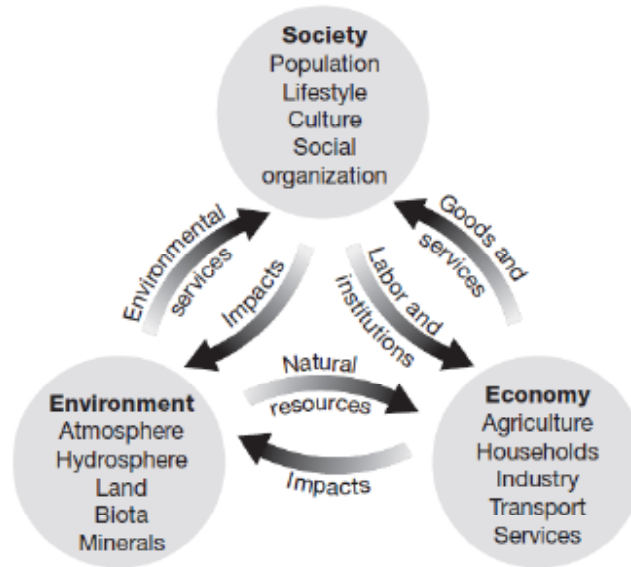 Society
Population
Lifestyle
Culture
Social
organization
Environmental
services
Impacts
Labor and
institutions
Goods and
services
Natural
resources
Impacts
Environment
Atmosphere
Hydrosphere
Land
Biota
Minerals
Economy
Agriculture
Households
Industry
Transport
Services